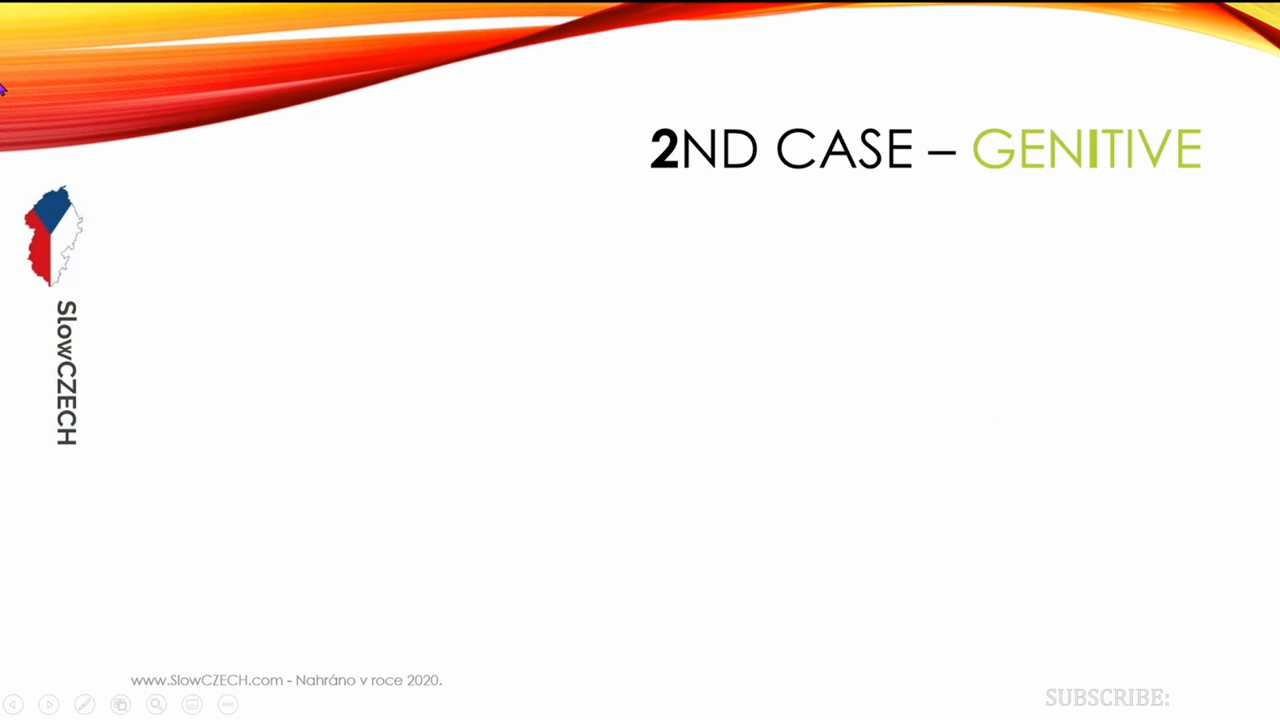 2ND CASE – GENITIVE
SlowCZECH
www.SlowCZECH.com - Nahráno v roce 2020.
SUBSCRIBE: